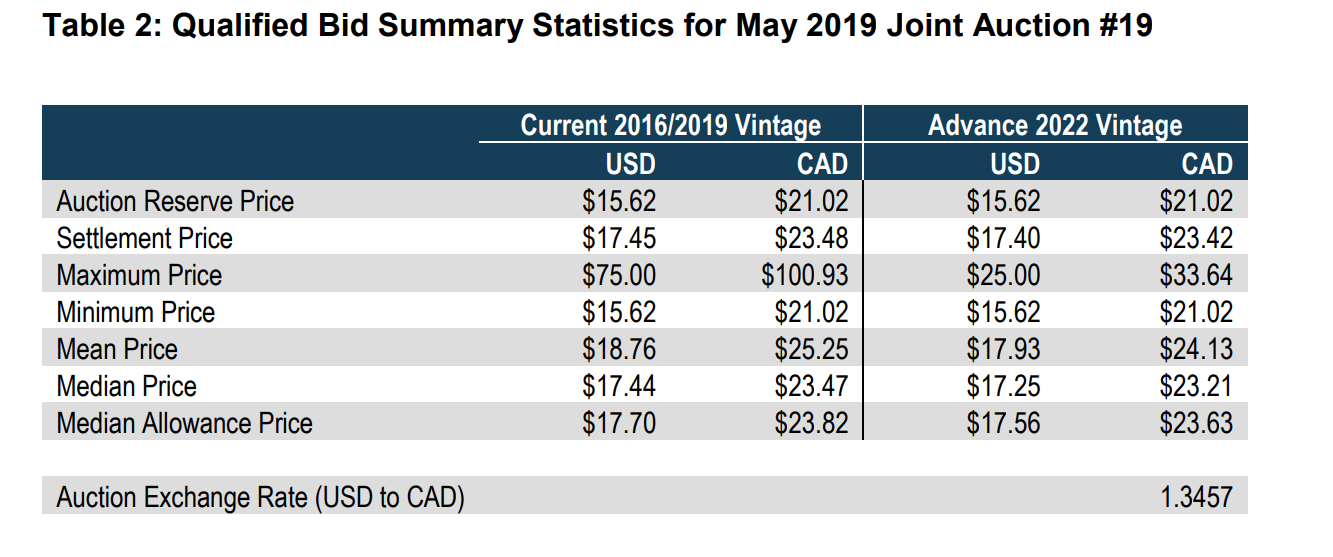 Table 2: Qualified Bid Summary Statistics for May 2019 Joint Auction #19
Current 2016/2019 Vintage Advance 2022 Vintage
USD CAD USD CAD
Auction Reserve Price $15.62 $21.02 $15.62 $21.02
Settlement Price $17.45 $23.48 $17.40 $23.42
Maximum Price $75.00 $100.93 $25.00 $33.64
Minimum Price $15.62 $21.02 $15.62 $21.02
Mean Price $18.76 $25.25 $17.93 $24.13
Median Price $17.44 $23.47 $17.25 $23.21
Median Allowance Price $17.70 $23.82 $17.56 $23.63
Auction Exchange Rate (USD to CAD) 1.3457